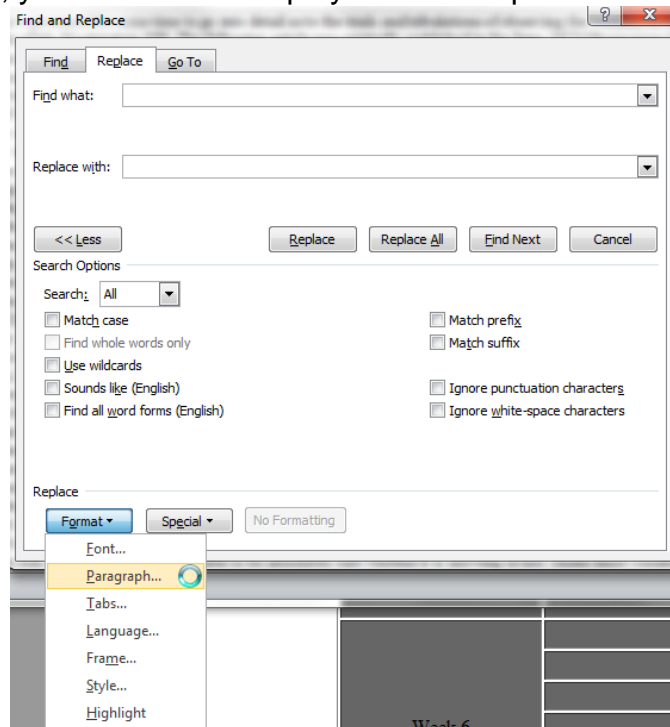 Find and Replace
Find Replace Go To
Find what:
Replace with:
<< Less Replace Replace All Find Next Cancel
Search Options
Search: All
Match case Match prefix
Find whole words only Match suffix
Use wildcards
Sounds like (English) Ignore punctuation characters
Find all word forms (English) Ignore white-space characters
Replace
Format Special No Formatting
Font...
Paragraph...
Tabs...
Language...
Frame...
Style...
Highlight
Week 6